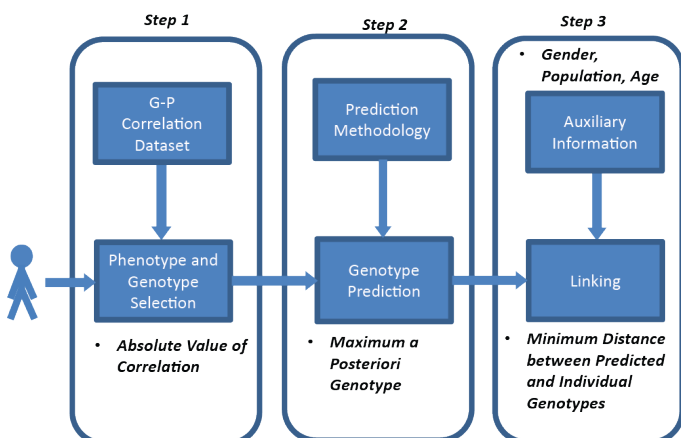 Step 1
G-P
Correlation
Dataset
Phenotype and
Genotype
Selection
• Absolute Value of
Correlation
Step 2
Prediction
Methodology
Genotype
Prediction
• Maximum a
Posteriori
Genotype
Step 3
• Gender,
Population, Age
Auxiliary
Information
Linking
• Minimum Distance
between Predicted
and Individual
Genotypes